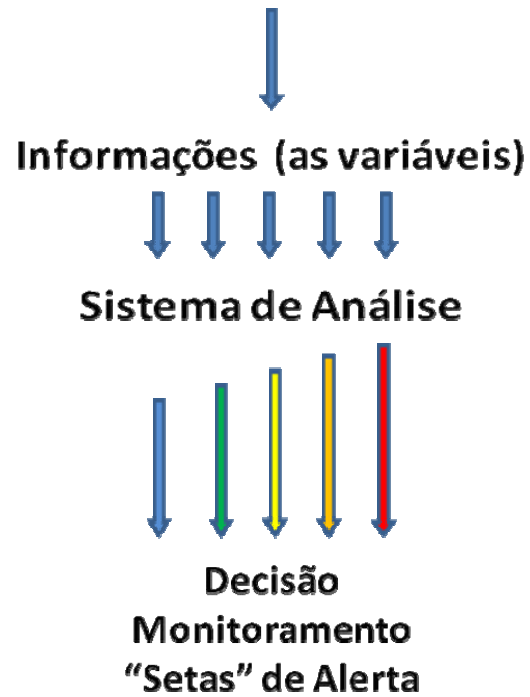 Informações (as variáveis)
Sistema de Análise
Decisão
Monitoramento
“Setas” de Alerta